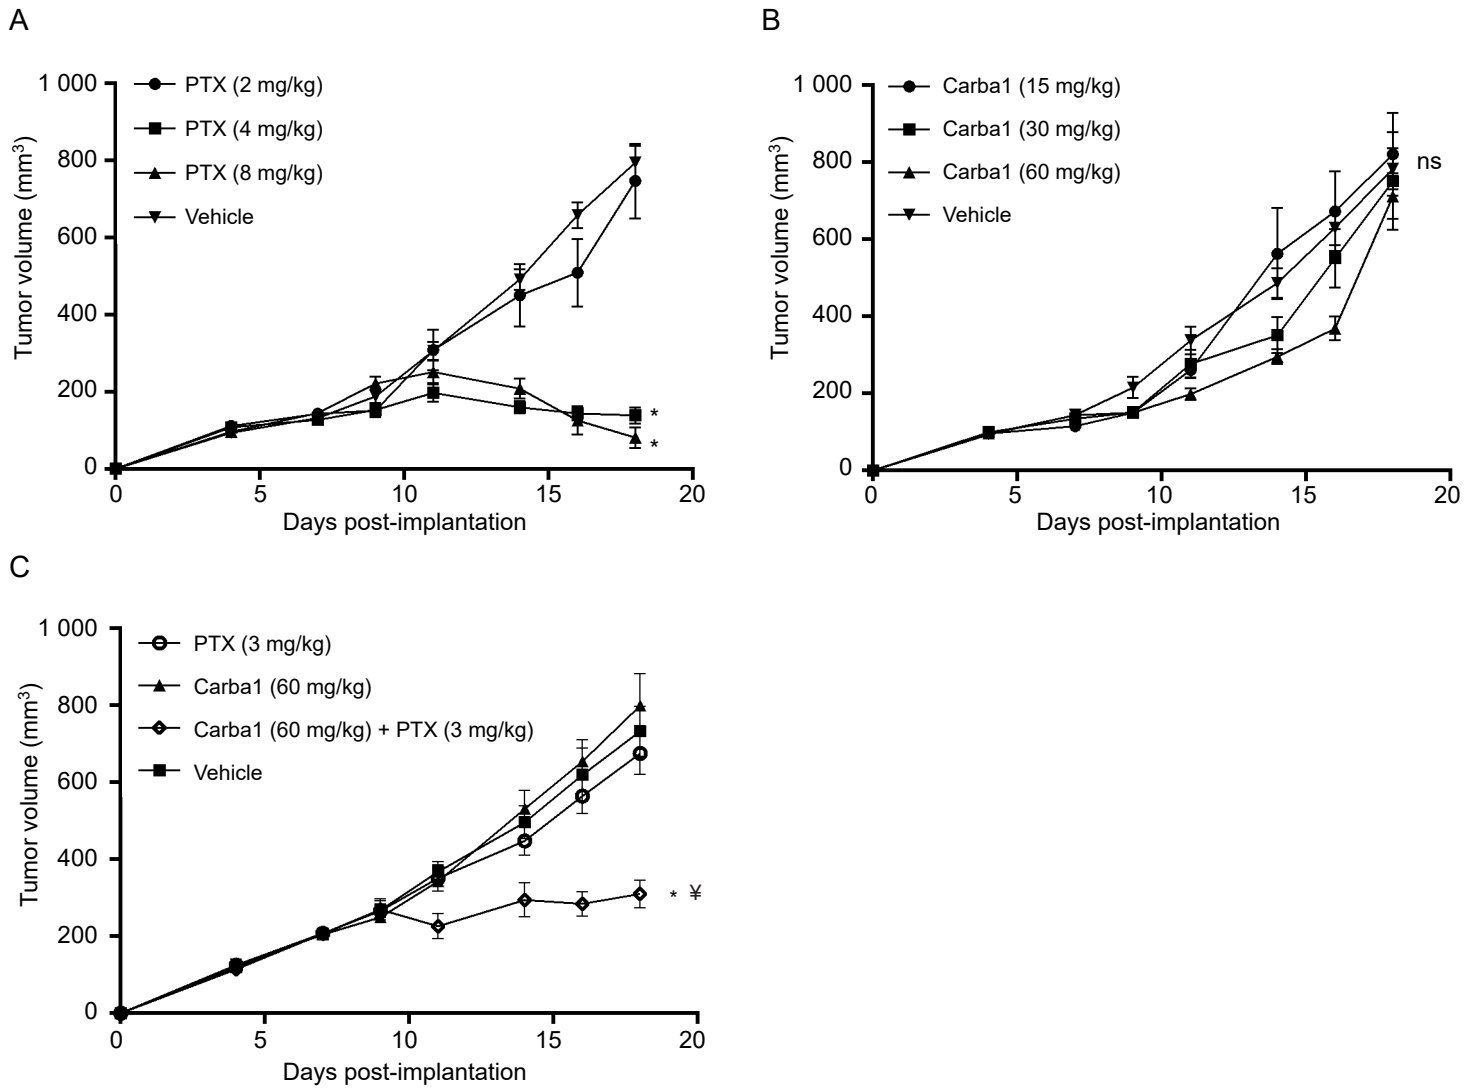 A
1 000
800
600
400
200
0
Tumor volume (mm³)
PTX (2 mg/kg)
PTX (4 mg/kg)
PTX (8 mg/kg)
Vehicle
*
*
0 5 10 15 20
Days post-implantation
B
1 000
800
600
400
200
0
Tumor volume (mm³)
Carba1 (15 mg/kg)
Carba1 (30 mg/kg)
Carba1 (60 mg/kg)
Vehicle
ns
0 5 10 15 20
Days post-implantation
C
1 000
800
600
400
200
0
Tumor volume (mm³)
PTX (3 mg/kg)
Carba1 (60 mg/kg)
Carba1 (60 mg/kg) + PTX (3 mg/kg)
Vehicle
* ¥
0 5 10 15 20
Days post-implantation